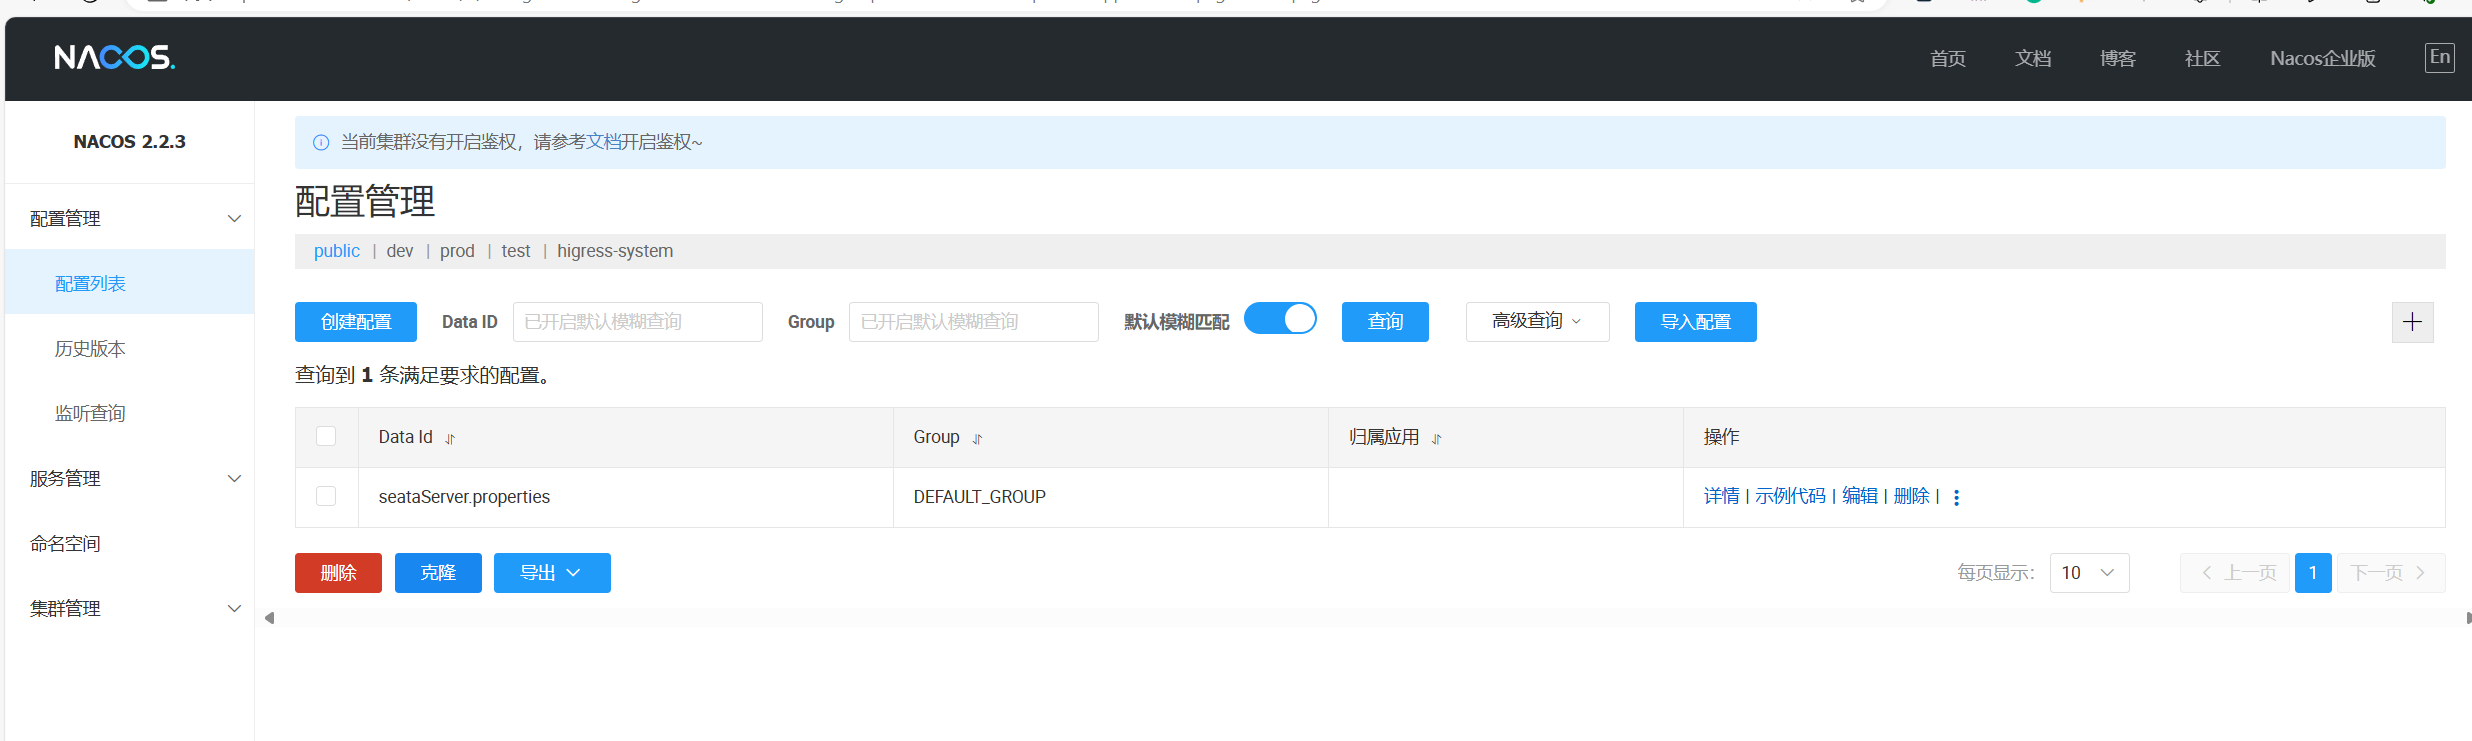 NACOS.
首页 文档 博客 社区 Nacos企业版 En
NACOS 2.2.3
配置管理
配置列表
历史版本
监听查询
服务管理
命名空间
集群管理
当前集群没有开启鉴权，请参考文档开启鉴权~
配置管理
public | dev | prod | test | higress-system
创建配置 Data ID 已开启默认模糊查询 Group 已开启默认模糊查询 默认模糊匹配 查询 高级查询 导入配置
查询到 1 条满足要求的配置。
Data Id Group 归属应用 操作
seataServer.properties DEFAULT_GROUP 详情 | 示例代码 | 编辑 | 删除 |
删除 克隆 导出 每页显示: 10 上一页 1 下一页